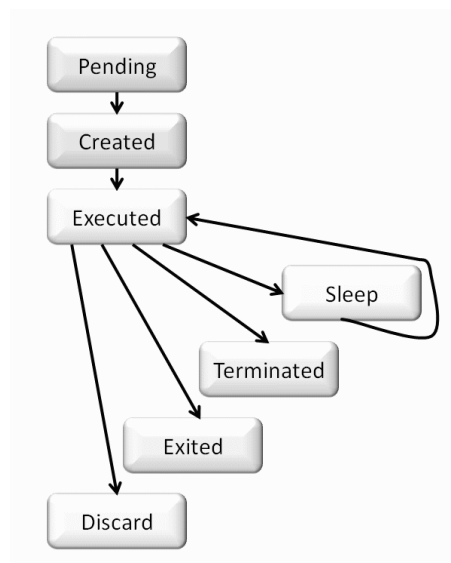 Pending
Created
Executed
Sleep
Terminated
Exited
Discard